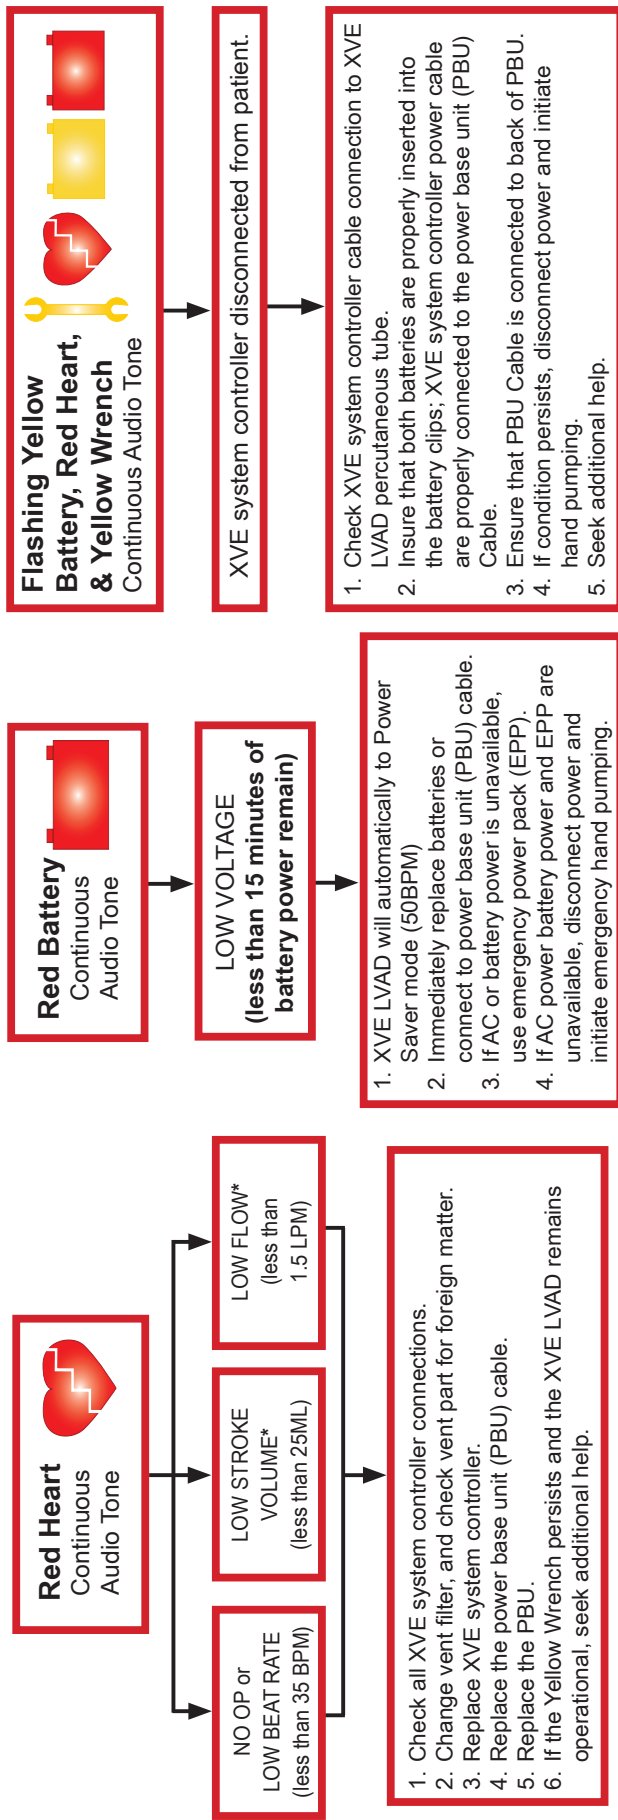 Red Heart
Continuous
Audio Tone
NO OP or
LOW BEAT RATE
(less than 35 BPM)
LOW STROKE
VOLUME*
(less than 25ML)
LOW FLOW*
(less than
1.5 LPM)
1. Check all XVE system controller connections.
2. Change vent filter, and check vent part for foreign matter.
3. Replace XVE system controller.
4. Replace the power base unit (PBU) cable.
5. Replace the PBU.
6. If the Yellow Wrench persists and the XVE LVAD remains
operational, seek additional help.
Red Battery
Continuous
Audio Tone
LOW VOLTAGE
(less than 15 minutes of
battery power remain)
1. XVE LVAD will automatically to Power
Saver mode (50BPM)
2. Immediately replace batteries or
connect to power base unit (PBU) cable.
3. If AC or battery power is unavailable,
use emergency power pack (EPP).
4. If AC power battery power and EPP are
unavailable, disconnect power and
initiate emergency hand pumping.
Flashing Yellow
Battery, Red Heart,
& Yellow Wrench
Continuous Audio Tone
XVE system controller disconnected from patient.
1. Check XVE system controller cable connection to XVE
LVAD percutaneous tube.
2. Insure that both batteries are properly inserted into
the battery clips; XVE system controller power cable
are properly connected to the power base unit (PBU)
Cable.
3. Ensure that PBU Cable is connected to back of PBU.
4. If condition persists, disconnect power and initiate
hand pumping.
5. Seek additional help.